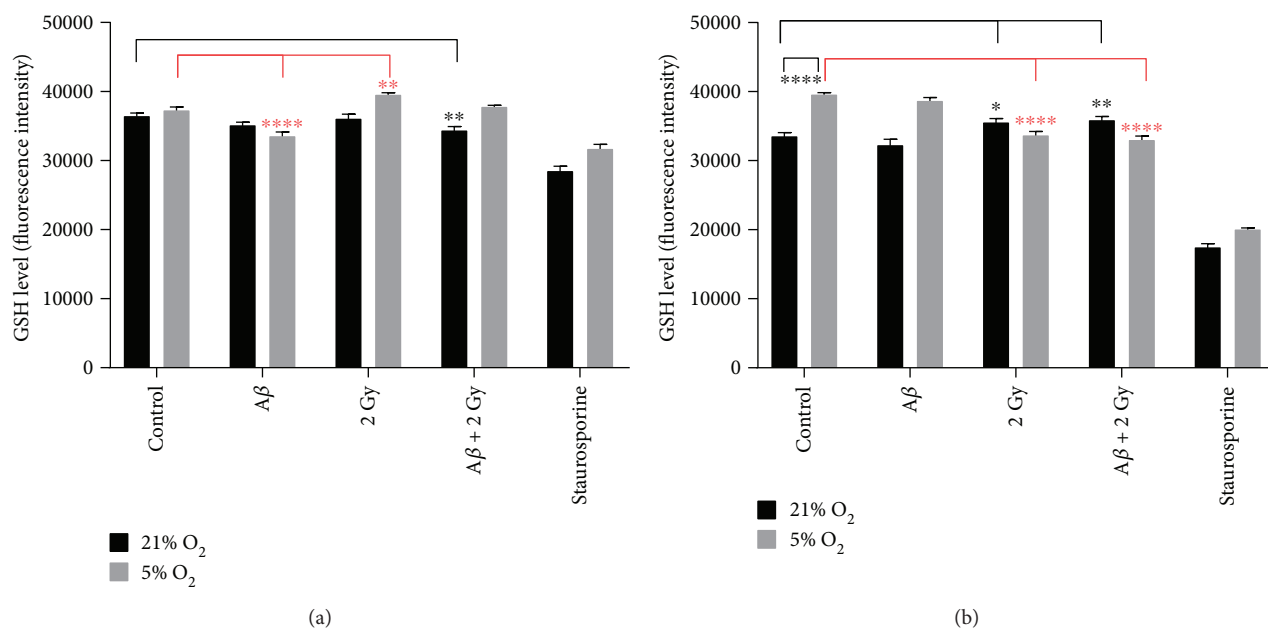 50000
40000
30000
20000
10000
0
GSH level (fluorescence intensity)
****
**
**
Control
Aβ
2 Gy
Aβ + 2 Gy
Staurosporine
21% O₂
5% O₂
(a)
50000
40000
30000
20000
10000
0
GSH level (fluorescence intensity)
****
*
****
**
****
Control
Aβ
2 Gy
Aβ + 2 Gy
Staurosporine
21% O₂
5% O₂
(b)